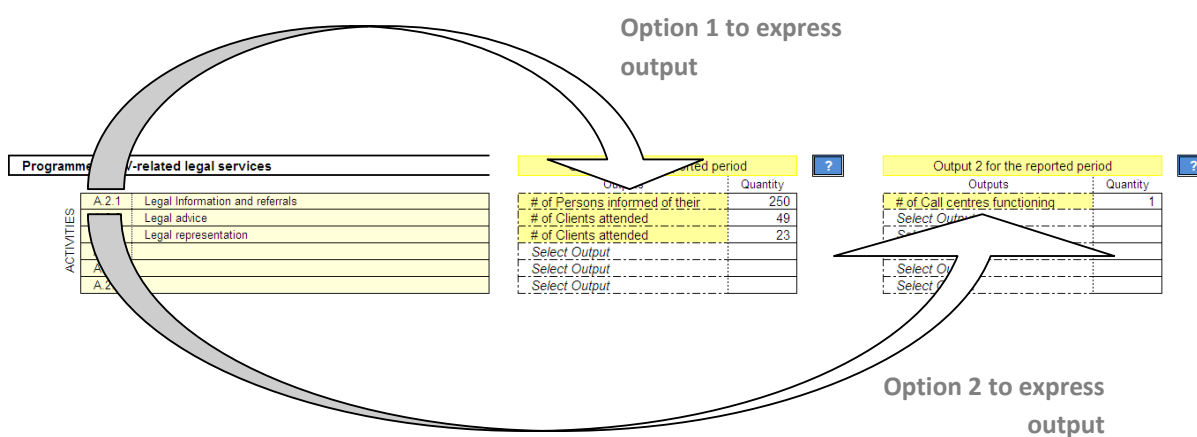 Option 1 to express
output
Programme V-related legal services
rted period
?
Output 2 for the reported period
?
Outputs Quantity
Outputs Quantity
ACTIVITIES
A.2.1 Legal Information and referrals
# of Persons informed of their 250
# of Call centres functioning 1
Legal advice
# of Clients attended 49
Select Output
Legal representation
# of Clients attended 23
Select Output
Select Output
A.2
Select Output
Select Output
Option 2 to express
output